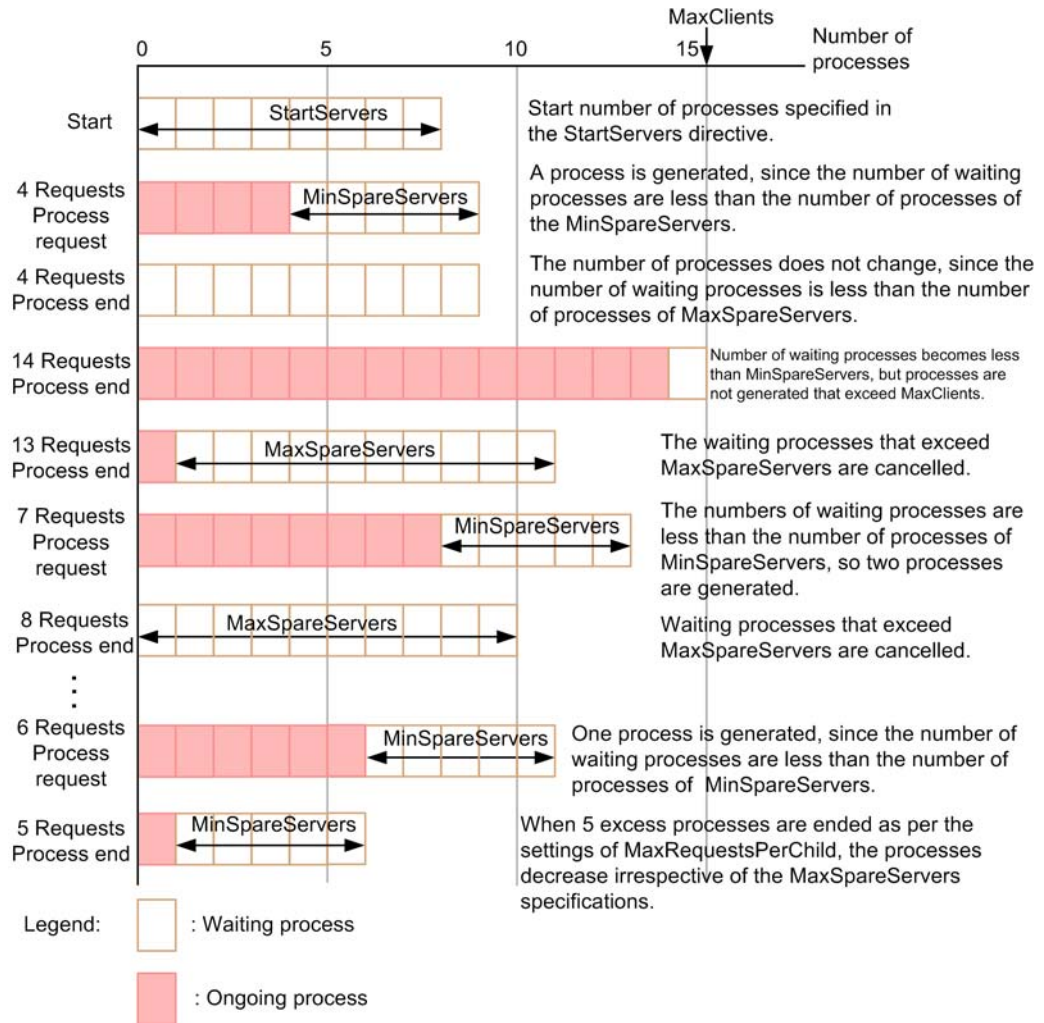 MaxClients
0
5
10
15
Number of
processes
Start
StartServers
Start number of processes specified in
the StartServers directive.
4 Requests
Process
request
MinSpareServers
A process is generated, since the number of waiting
processes are less than the number of processes of
the MinSpareServers.
4 Requests
Process end
The number of processes does not change, since the
number of waiting processes is less than the number
of processes of MaxSpareServers.
14 Requests
Process end
Number of waiting processes becomes less
than MinSpareServers, but processes are
not generated that exceed MaxClients.
13 Requests
Process end
MaxSpareServers
The waiting processes that exceed
MaxSpareServers are cancelled.
7 Requests
Process
request
MinSpareServers
The numbers of waiting processes are
less than the number of processes of
MinSpareServers, so two processes
are generated.
8 Requests
Process end
MaxSpareServers
Waiting processes that exceed
MaxSpareServers are cancelled.
6 Requests
Process
request
MinSpareServers
One process is generated, since the number of
waiting processes are less than the number of
processes of MinSpareServers.
5 Requests
Process end
MinSpareServers
When 5 excess processes are ended as per the
settings of MaxRequestsPerChild, the processes
decrease irrespective of the MaxSpareServers
specifications.
Legend:
: Waiting process
: Ongoing process